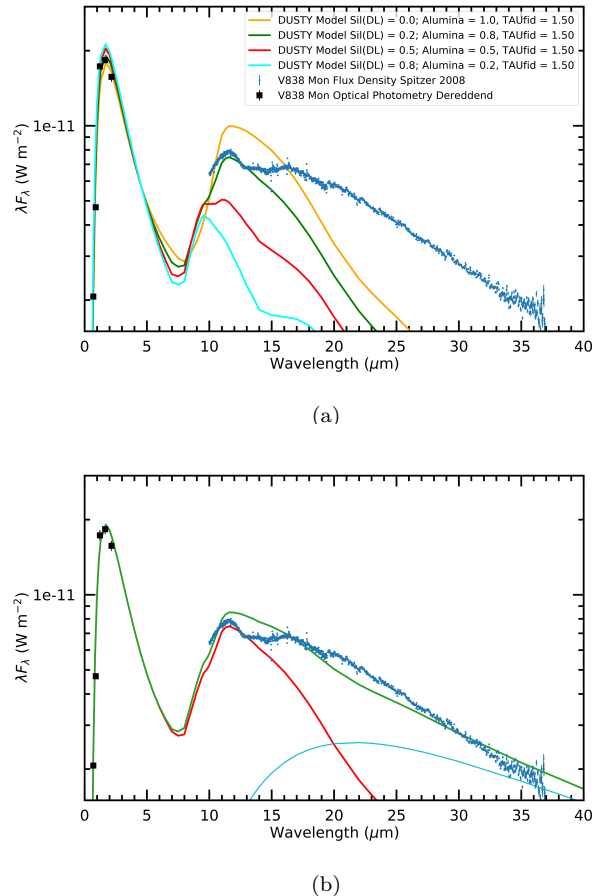 DUSTY Model Sil(DL) = 0.0; Alumina = 1.0, TAUfid = 1.50
DUSTY Model Sil(DL) = 0.2; Alumina = 0.8, TAUfid = 1.50
DUSTY Model Sil(DL) = 0.5; Alumina = 0.5, TAUfid = 1.50
DUSTY Model Sil(DL) = 0.8; Alumina = 0.2, TAUfid = 1.50
V838 Mon Flux Density Spitzer 2008
V838 Mon Optical Photometry Dereddend
1e-11
λFλ (W m−2)
0 5 10 15 20 25 30 35 40
Wavelength (μm)
(a)
1e-11
λFλ (W m−2)
0 5 10 15 20 25 30 35 40
Wavelength (μm)
(b)